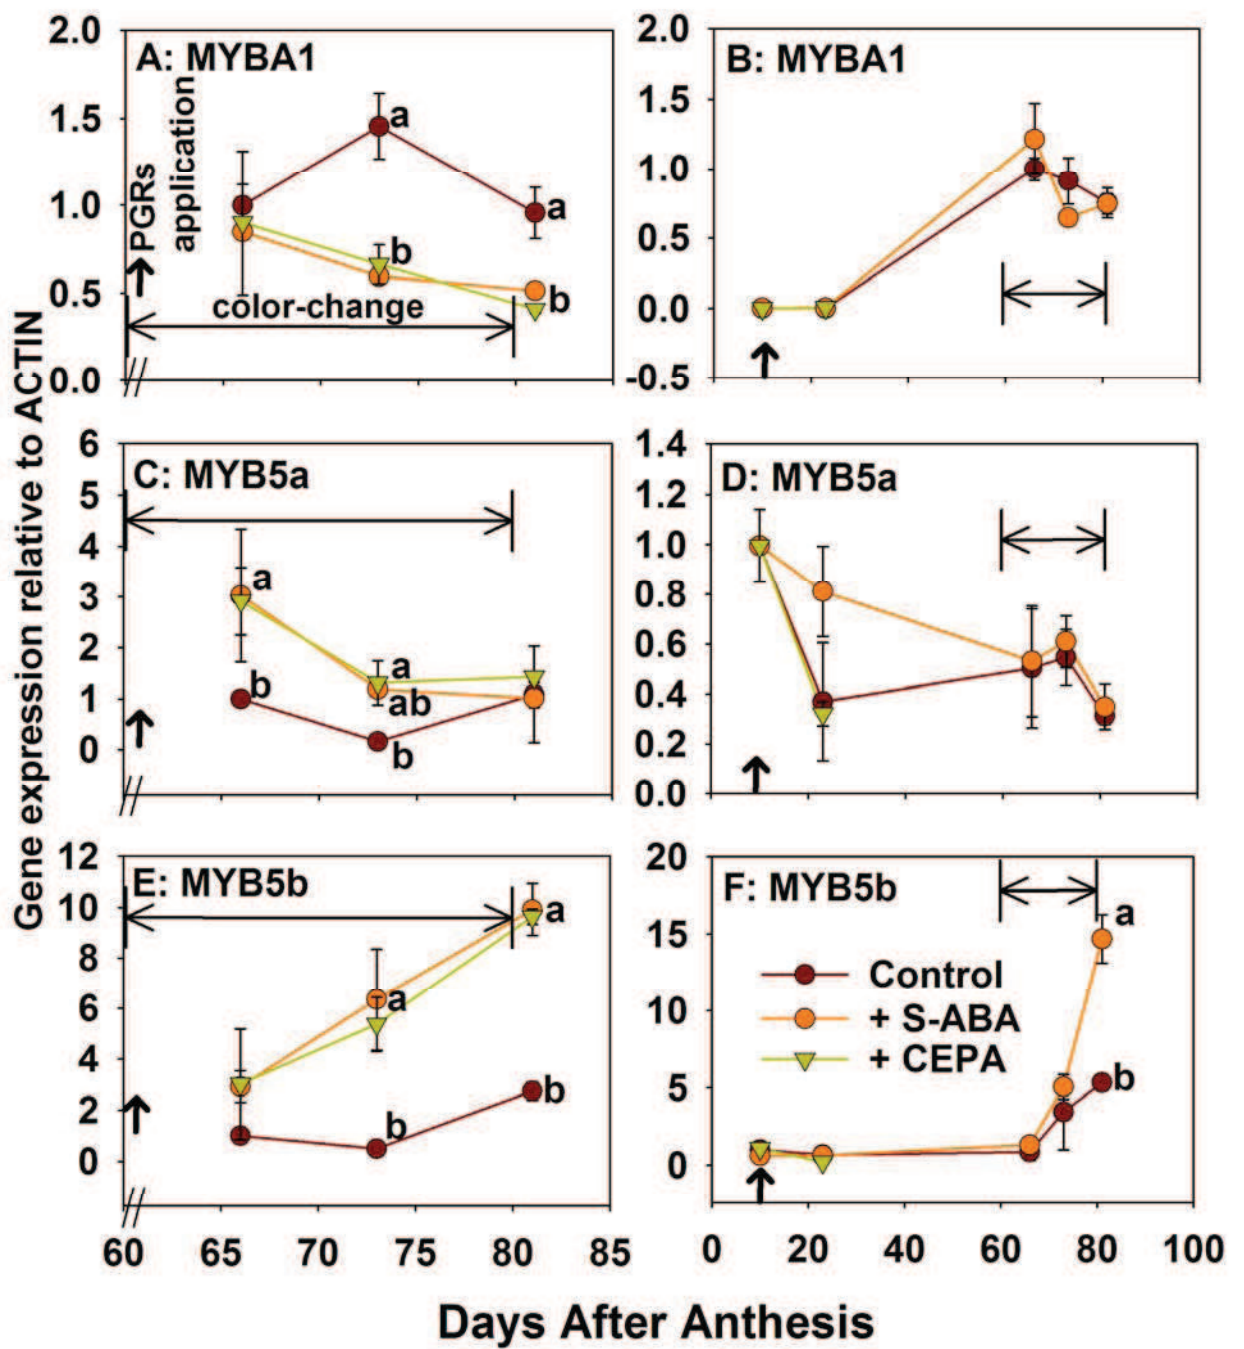 Gene expression relative to ACTIN
2.0
1.5
1.0
0.5
0.0
A: MYBA1
PGRs
application
color-change
a
a
b
b
2.0
1.5
1.0
0.5
0.0
-0.5
B: MYBA1
6
5
4
3
2
1
0
C: MYB5a
a
b
a
ab
b
1.4
1.2
1.0
0.8
0.6
0.4
0.2
0.0
D: MYB5a
12
10
8
6
4
2
0
E: MYB5b
a
a
b
b
60 65 70 75 80 85
20
15
10
5
0
F: MYB5b
a
b
Control
+ S-ABA
+ CEPA
0 20 40 60 80 100
Days After Anthesis